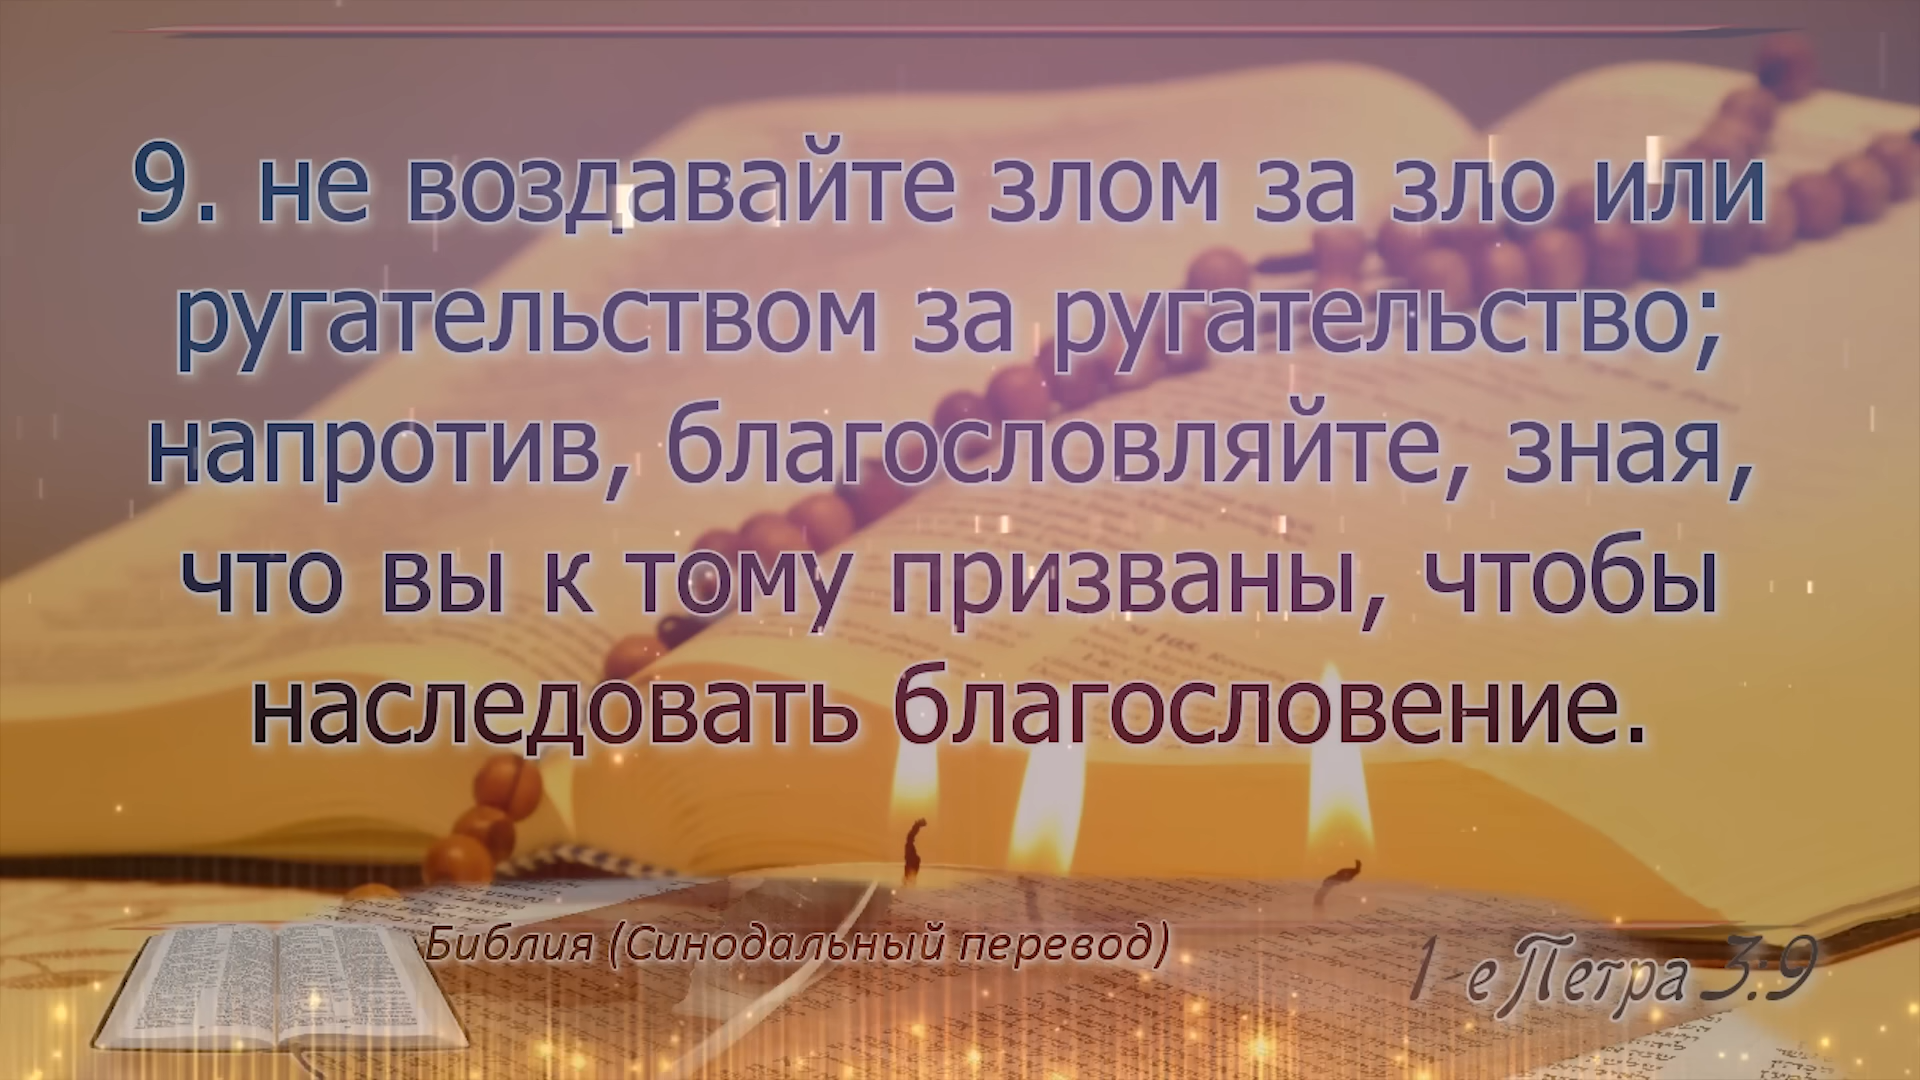 9. не воздавайте злом за зло или
ругательством за ругательство;
напротив, благословляйте, зная,
что вы к тому призваны, чтобы
наследовать благословение.
Библия (Синодальный перевод)
1-е Петра 3:9